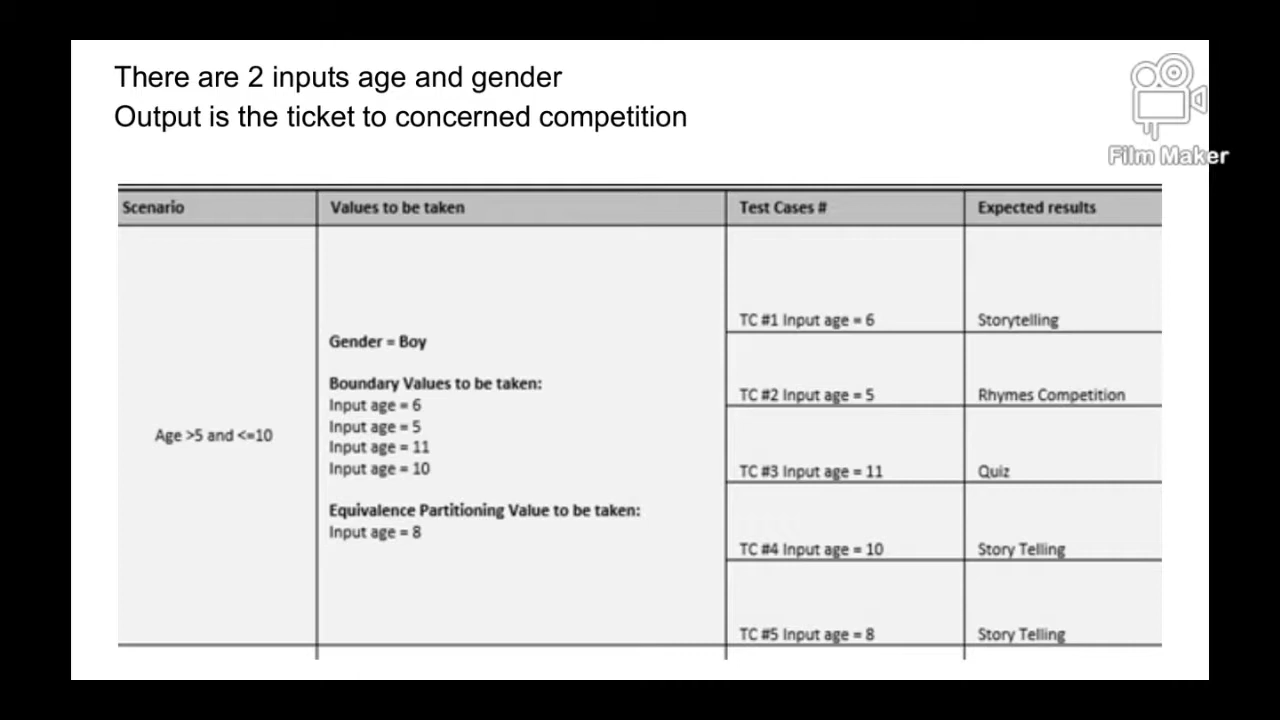 There are 2 inputs age and gender
Output is the ticket to concerned competition
Film Maker
Scenario
Values to be taken
Test Cases #
Expected results
Age >5 and <=10
Gender = Boy
Boundary Values to be taken:
Input age = 6
Input age = 5
Input age = 11
Input age = 10
Equivalence Partitioning Value to be taken:
Input age = 8
TC #1 Input age = 6
Storytelling
TC #2 Input age = 5
Rhymes Competition
TC #3 Input age = 11
Quiz
TC #4 Input age = 10
Story Telling
TC #5 Input age = 8
Story Telling